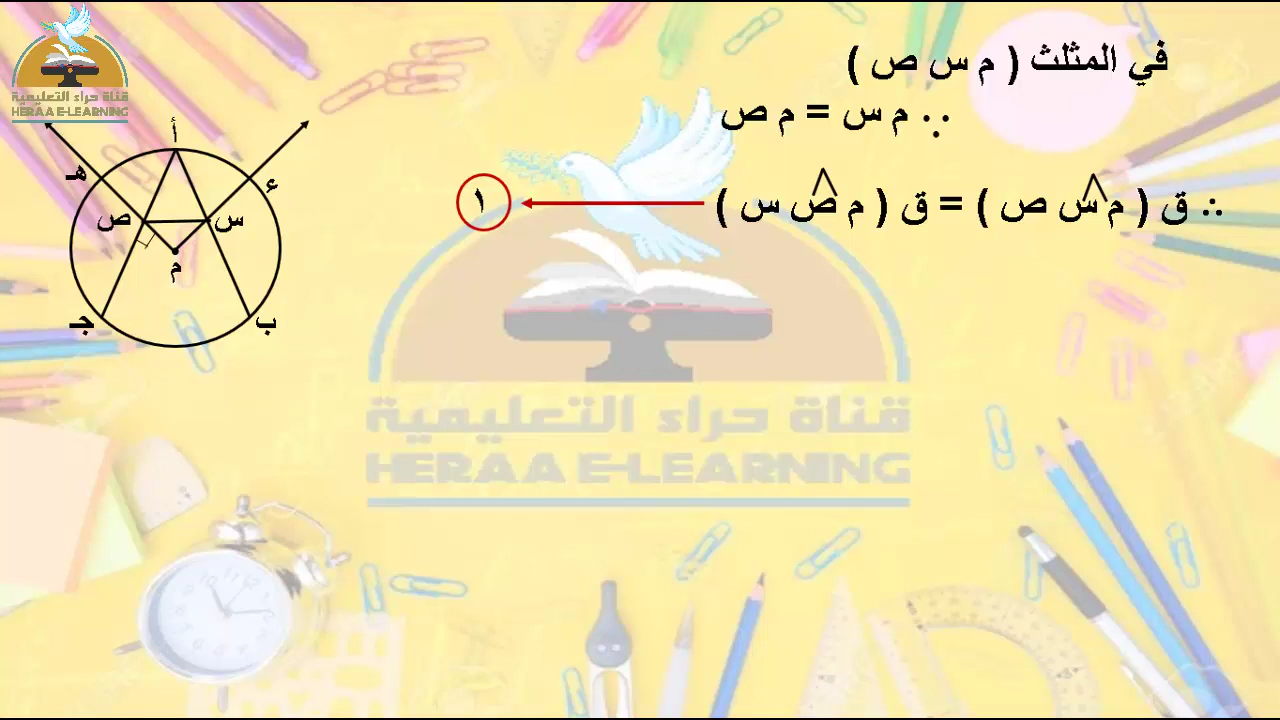 قناة حراء التعليمية
HERAA E-LEARNING
في المثلث ( م س ص )
∵ م س = م ص
∴ ق ( م س ص ) = ق ( م ص س )
١
أ
هـ
ء
ص
س
م
جـ
ب
قناة حراء التعليمية
HERAA E-LEARNING